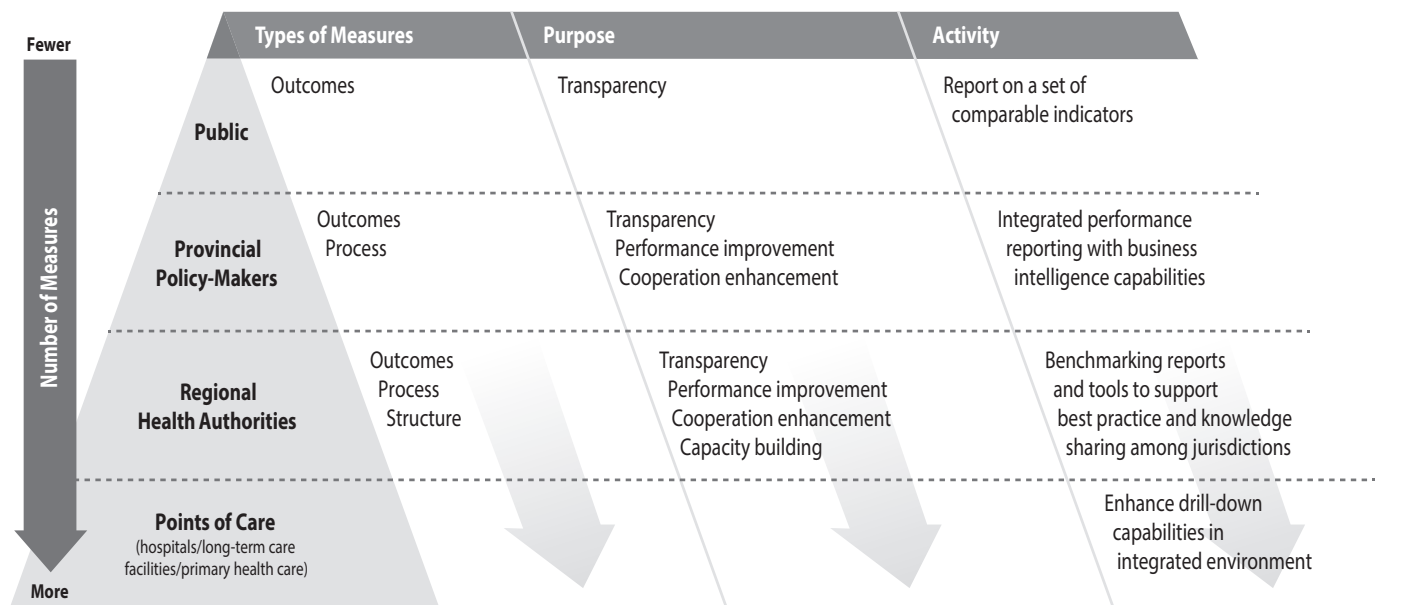 Fewer
Number of Measures
More
Types of Measures
Purpose
Activity
Public
Outcomes
Transparency
Report on a set of
comparable indicators
Provincial
Policy-Makers
Outcomes
Process
Transparency
Performance improvement
Cooperation enhancement
Integrated performance
reporting with business
intelligence capabilities
Regional
Health Authorities
Outcomes
Process
Structure
Transparency
Performance improvement
Cooperation enhancement
Capacity building
Benchmarking reports
and tools to support
best practice and knowledge
sharing among jurisdictions
Points of Care
(hospitals/long-term care
facilities/primary health care)
Enhance drill-down
capabilities in
integrated environment